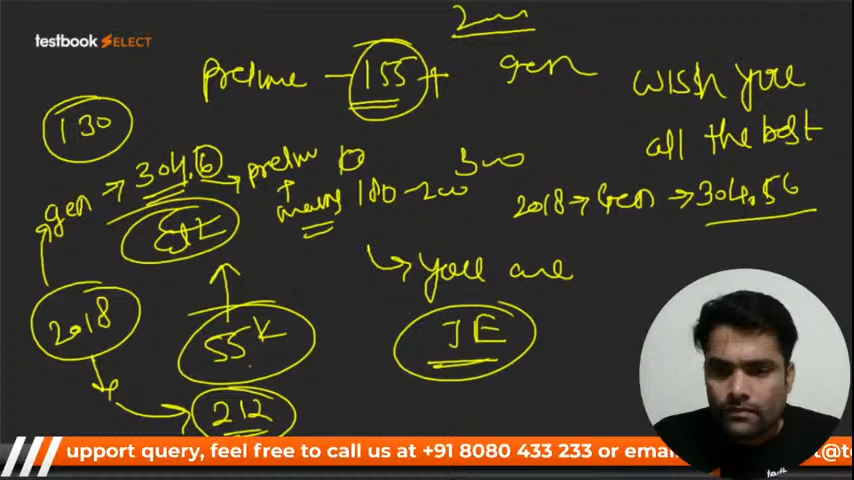 2000
testbook SELECT
prelims - 155 +
gen
wish you
130
all the best
gen → 304.6 → prelim
300
180-200
2018 → Gen → 304.56
→ you are
2018
55K
JE
212
upport query, feel free to call us at +91 8080 433 233 or emai
t@te